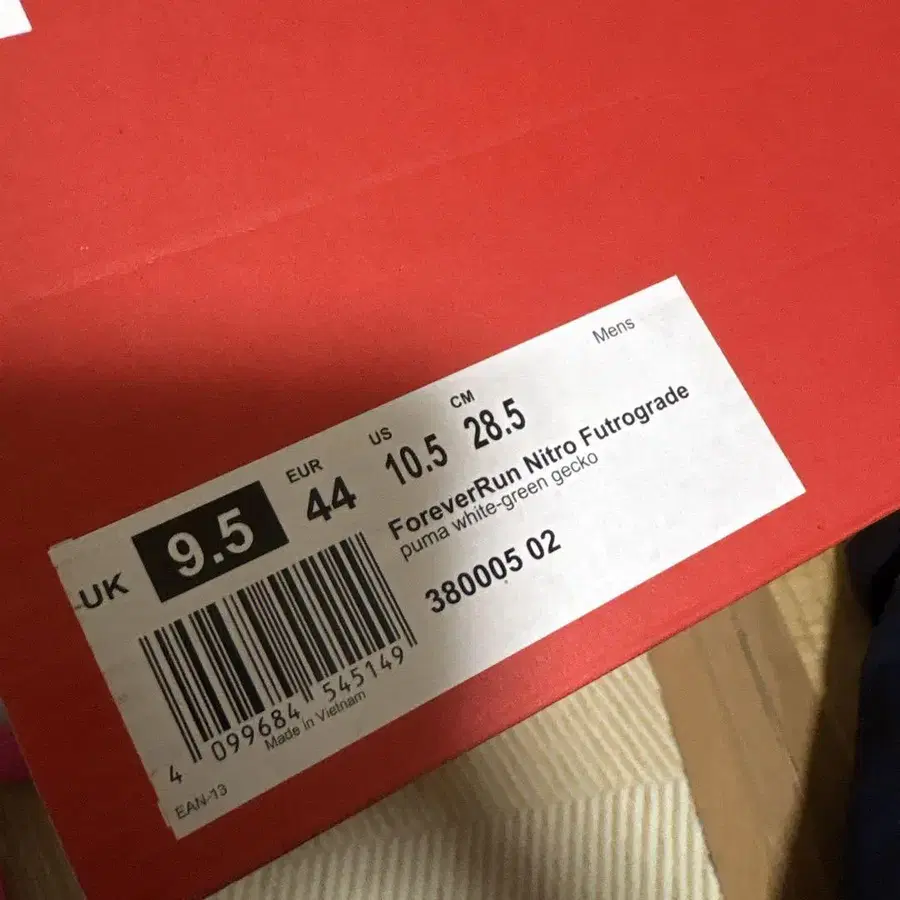 Mens
UK 9.5
EUR 44
US 10.5
CM 28.5
ForeverRun Nitro Futrograde
puma white-green gecko
380005 02
4 099684 545149
Made in Vietnam
EAN-13